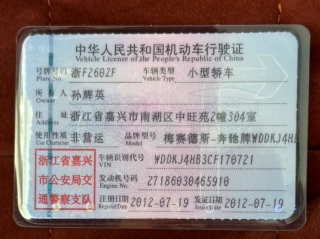 中华人民共和国机动车行驶证
Vehicle License of the People's Republic of China
号牌号码 浙F260ZF 车辆类型 小型轿车
Plate No. Vehicle Type
所有人 孙辉英
Owner
住址 浙江省嘉兴市南湖区中旺苑2幢304室
Address
使用性质 非营运 品牌型号 梅赛德斯-奔驰牌WDDKJ4H
浙江省嘉兴市公安局交通警察支队
车辆识别代号 WDDKJ4HB3CF170721
VIN
发动机号码 27186030465910
Engine No.
注册日期 2012-07-19 发证日期 2012-07-19
Register Date Issue Date